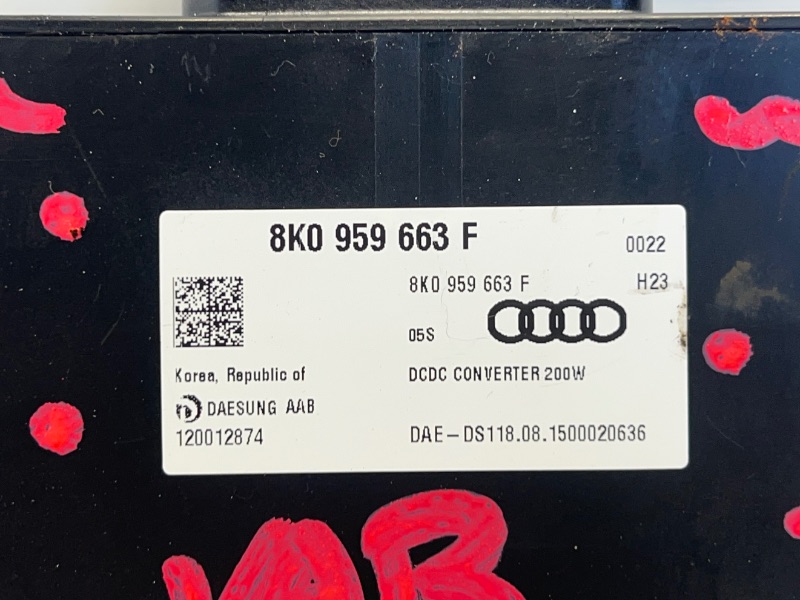 8K0 959 663 F
0022
8K0 959 663 F
H23
05S
Korea, Republic of
DCDC CONVERTER 200W
DAESUNG AAB
120012874
DAE-DS118.08.1500020636